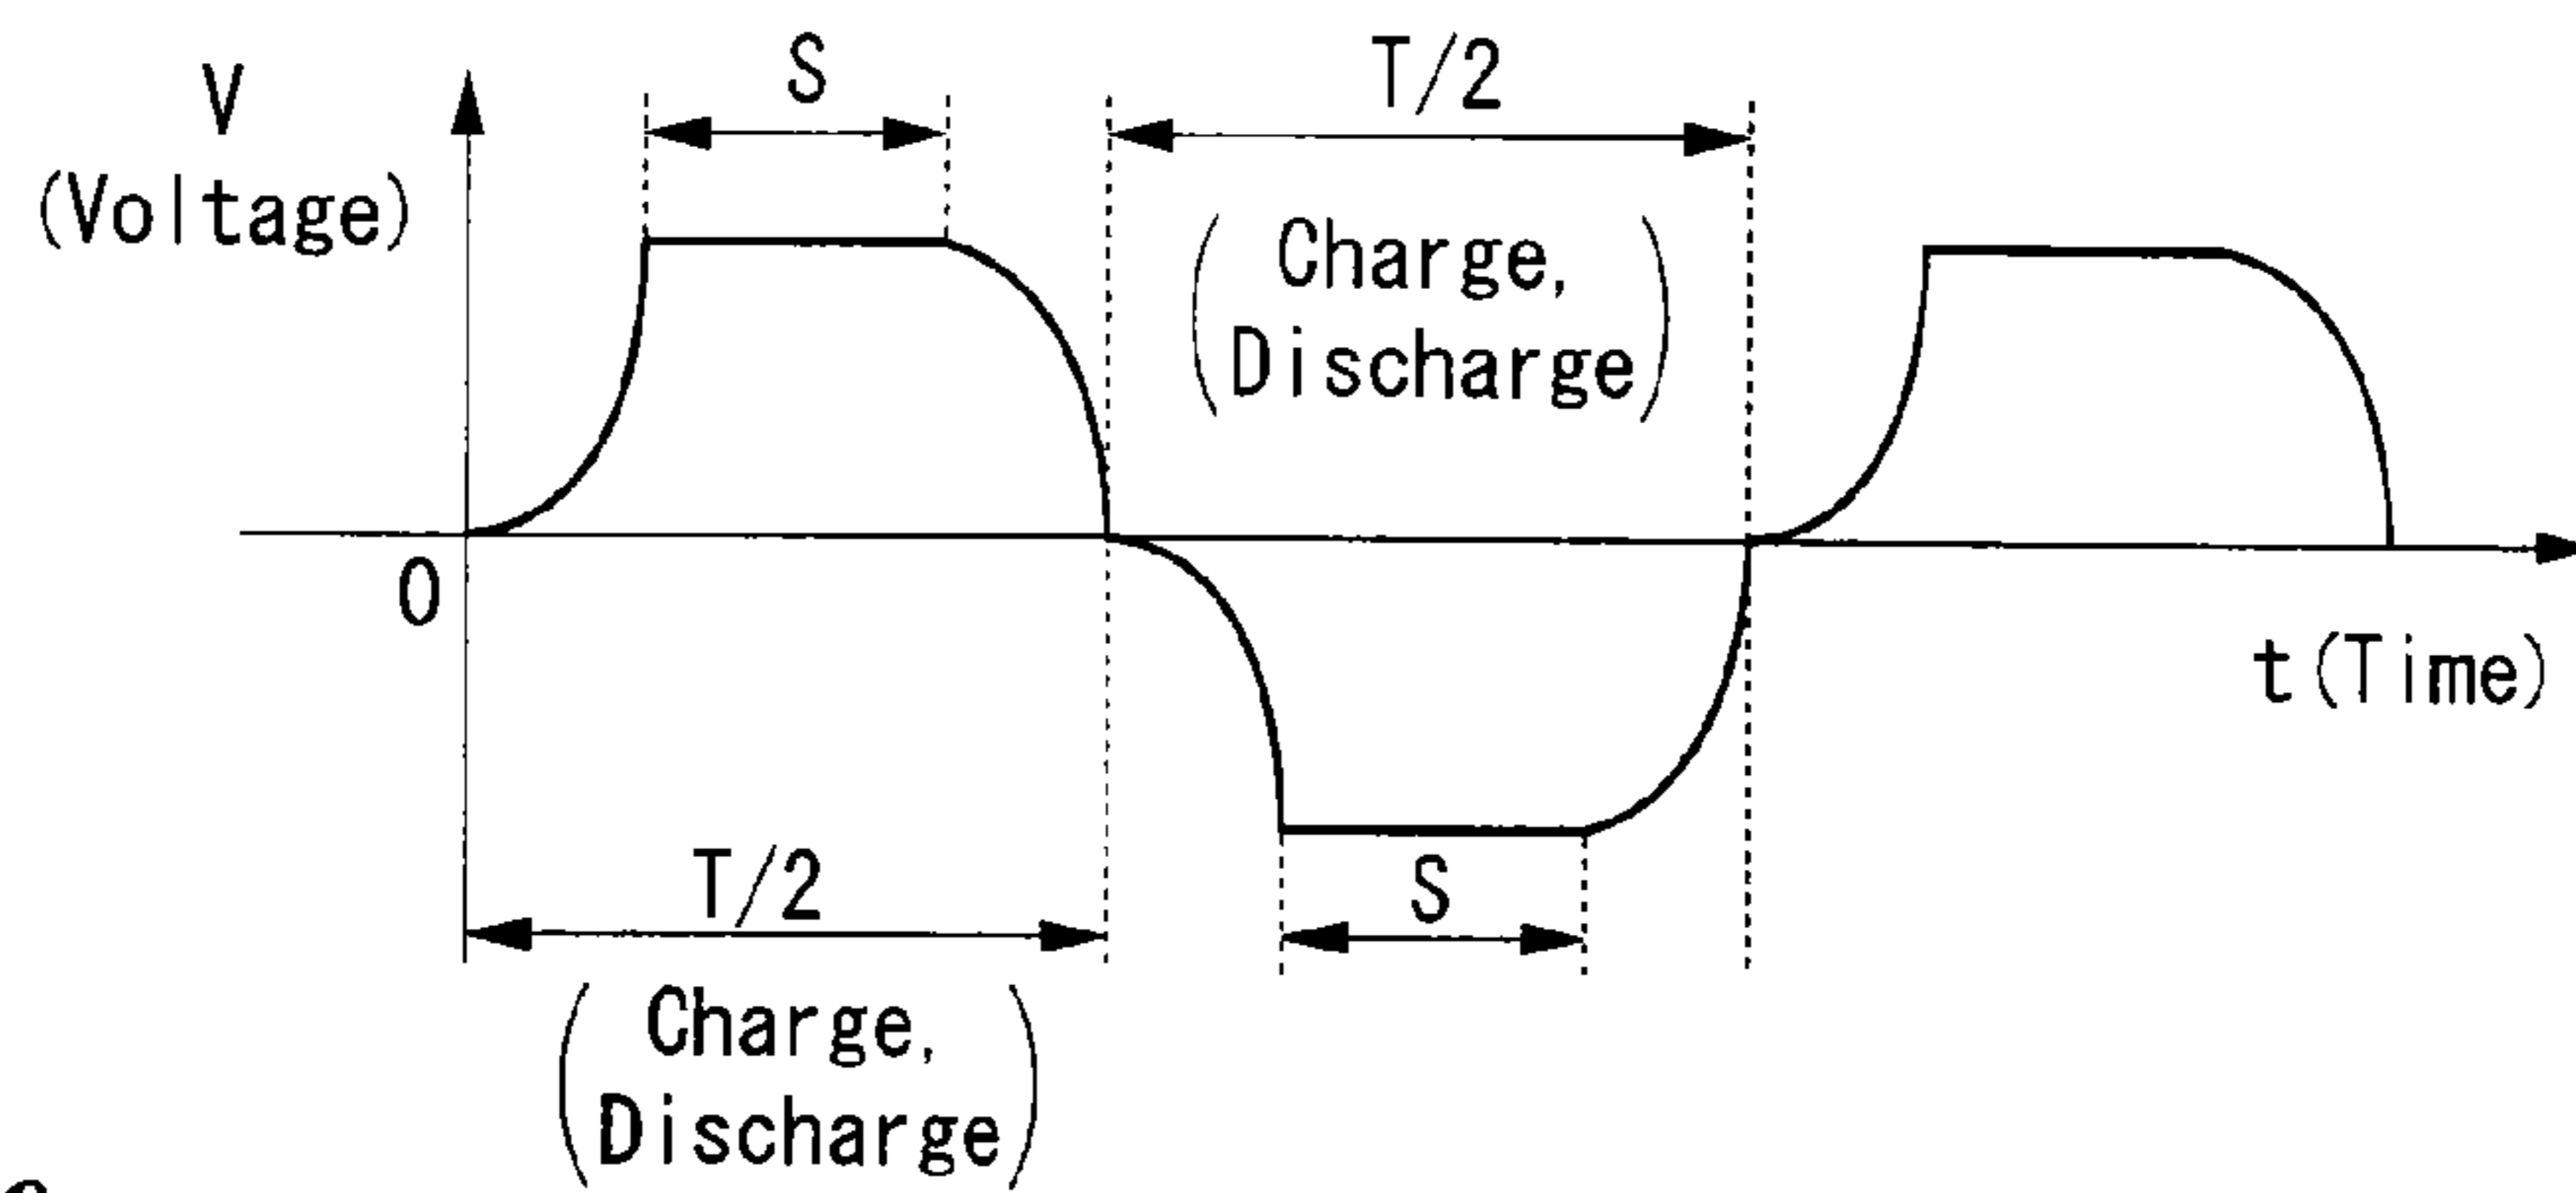 V
(Voltage)
S
T/2
(Charge,
Discharge)
0
t(Time)
T/2
S
(Charge,
Discharge)